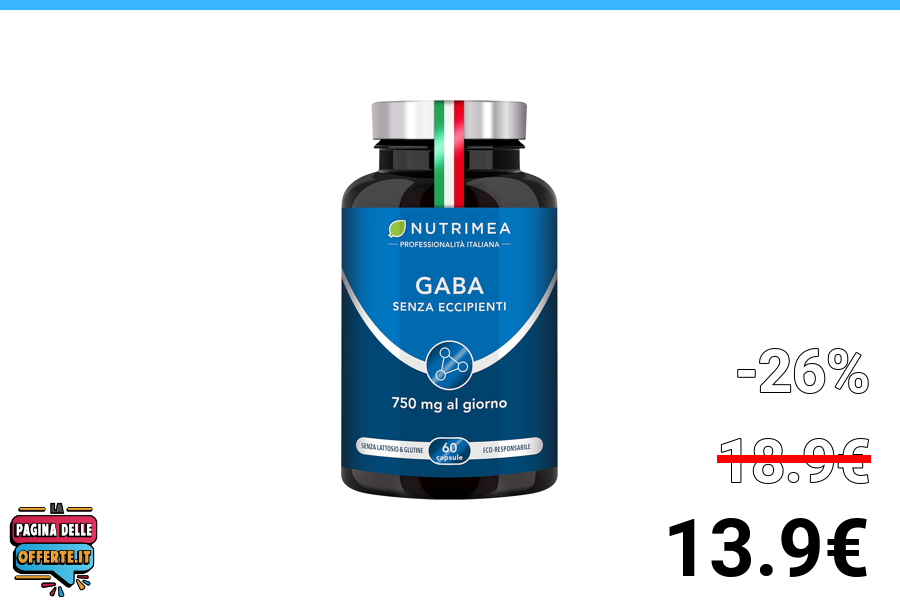 NUTRIMEA
PROFESSIONALITÀ ITALIANA
GABA
SENZA ECCIPIENTI
750 mg al giorno
SENZA LATTOSIO & GLUTINE
60
capsule
ECO-RESPONSABILE
-26%
18.9€
13.9€
LA
PAGINA DELLE
OFFERTE.IT